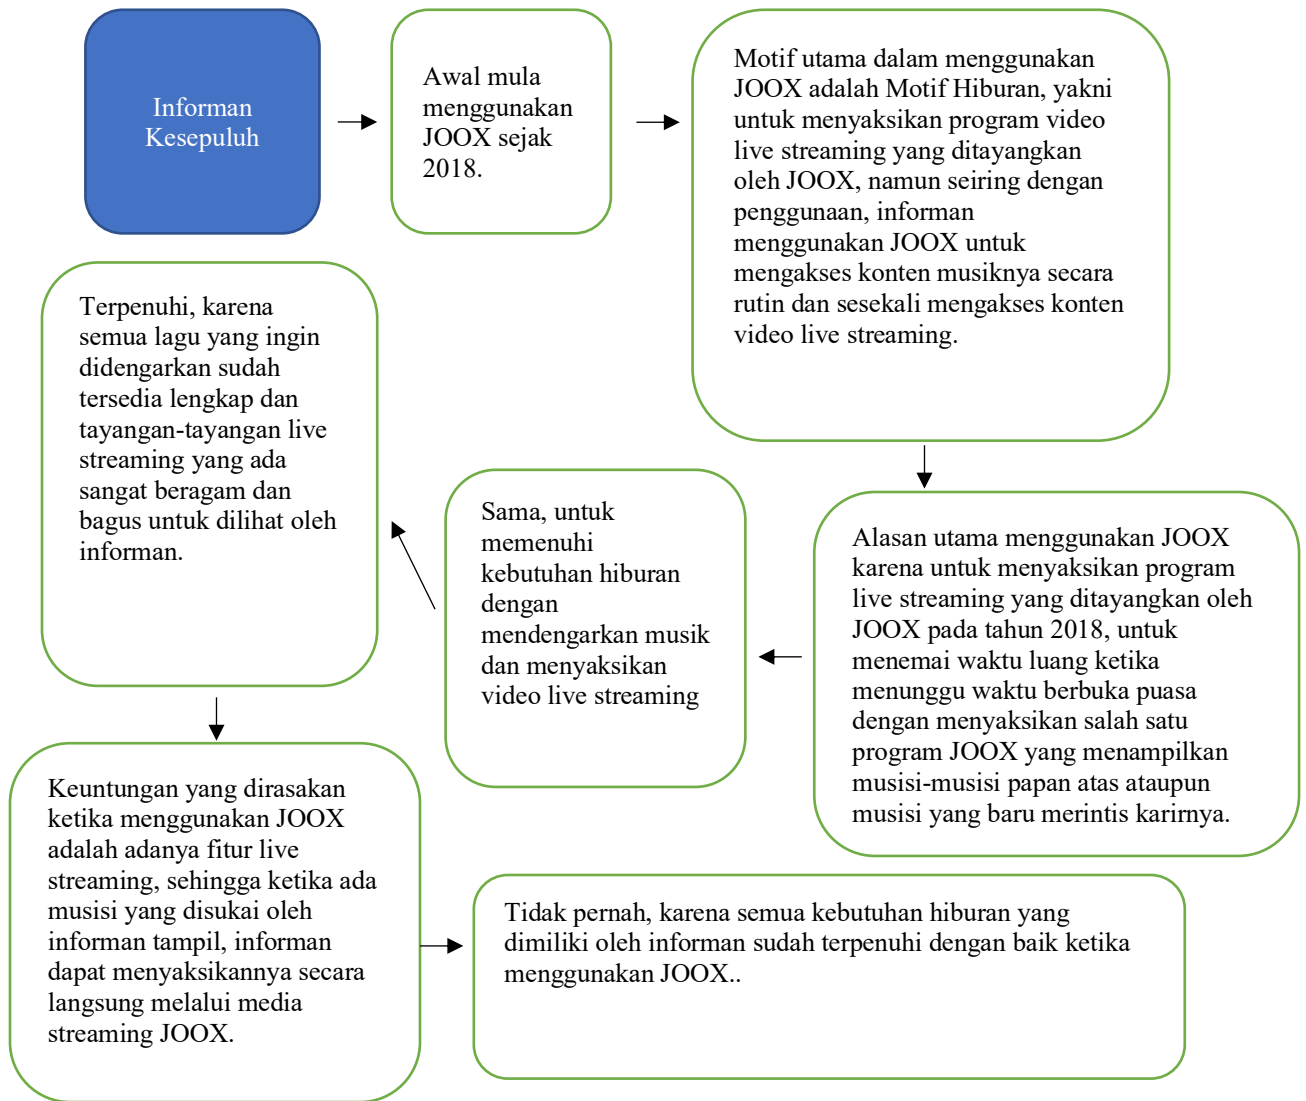 Informan
Kesepuluh
Awal mula
menggunakan
JOOX sejak
2018.
Motif utama dalam menggunakan
JOOX adalah Motif Hiburan, yakni
untuk menyaksikan program video
live streaming yang ditayangkan
oleh JOOX, namun seiring dengan
penggunaan, informan
menggunakan JOOX untuk
mengakses konten musiknya secara
rutin dan sesekali mengakses konten
video live streaming.
Alasan utama menggunakan JOOX
karena untuk menyaksikan program
live streaming yang ditayangkan oleh
JOOX pada tahun 2018, untuk
menemai waktu luang ketika
menunggu waktu berbuka puasa
dengan menyaksikan salah satu
program JOOX yang menampilkan
musisi-musisi papan atas ataupun
musisi yang baru merintis karirnya.
Sama, untuk
memenuhi
kebutuhan hiburan
dengan
mendengarkan musik
dan menyaksikan
video live streaming
Terpenuhi, karena
semua lagu yang ingin
didengarkan sudah
tersedia lengkap dan
tayangan-tayangan live
streaming yang ada
sangat beragam dan
bagus untuk dilihat oleh
informan.
Keuntungan yang dirasakan
ketika menggunakan JOOX
adalah adanya fitur live
streaming, sehingga ketika ada
musisi yang disukai oleh
informan tampil, informan
dapat menyaksikannya secara
langsung melalui media
streaming JOOX.
Tidak pernah, karena semua kebutuhan hiburan yang
dimiliki oleh informan sudah terpenuhi dengan baik ketika
menggunakan JOOX..